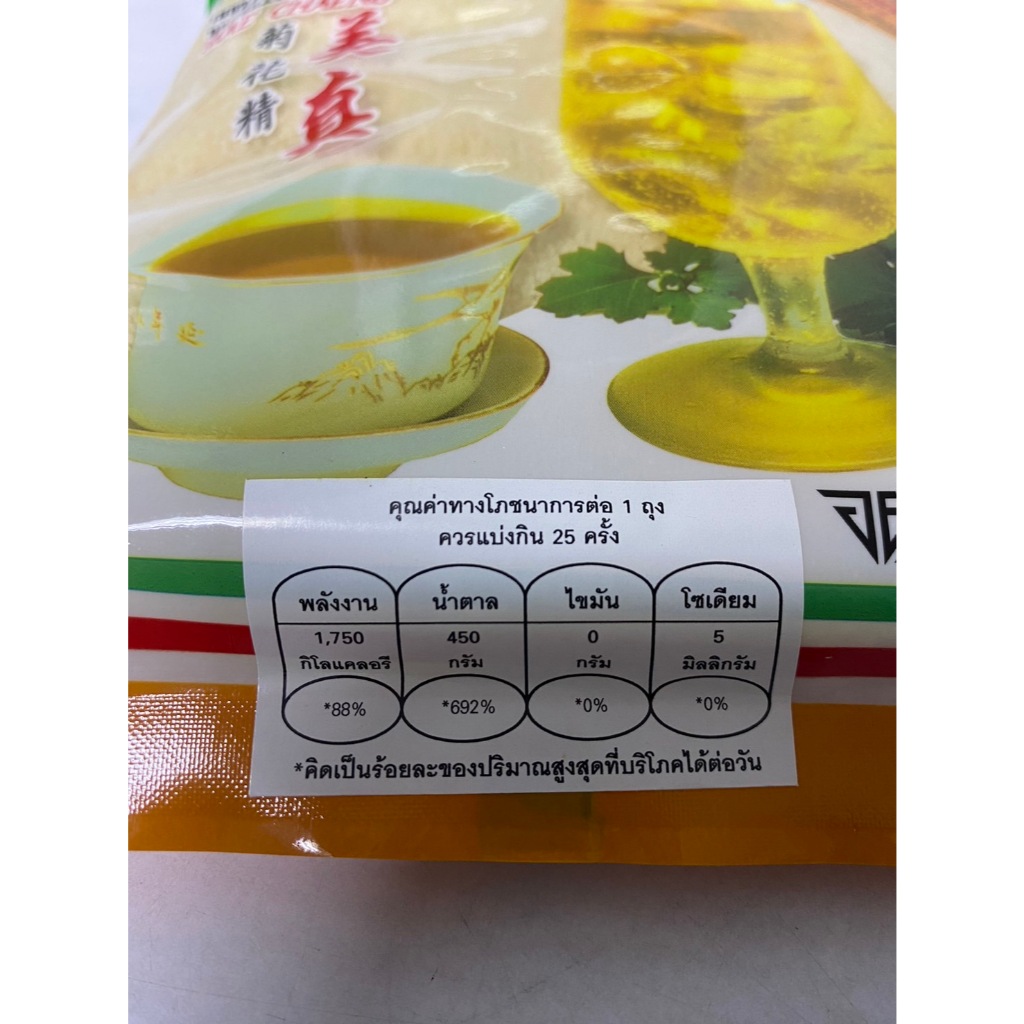 美真
菊花精
คุณค่าทางโภชนาการต่อ 1 ถุง
ควรแบ่งกิน 25 ครั้ง
พลังงาน น้ำตาล ไขมัน โซเดียม
1,750 450 0 5
กิโลแคลอรี กรัม กรัม มิลลิกรัม
*88% *692% *0% *0%
*คิดเป็นร้อยละของปริมาณสูงสุดที่บริโภคได้ต่อวัน